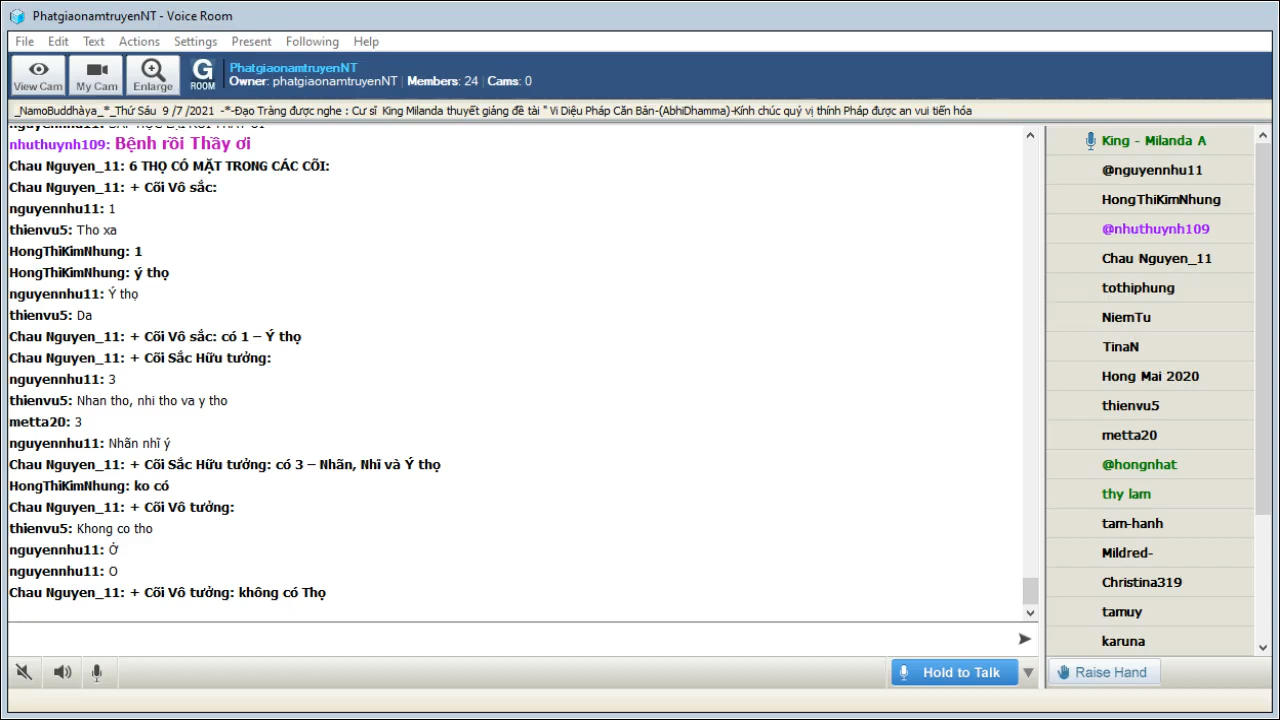 PhatgiaonamtruyenNT - Voice Room
File Edit Text Actions Settings Present Following Help
View Cam My Cam Enlarge G ROOM
PhatgiaonamtruyenNT
Owner: phatgiaonamtruyenNT | Members: 24 | Cams: 0
_NamoBuddhàya_*_Thứ Sáu 9 /7 /2021 -*-Đạo Tràng được nghe : Cư sĩ King Milanda thuyết giảng đề tài " Vi Diệu Pháp Căn Bản-(AbhiDhamma)-Kính chúc quý vị thính Pháp được an vui tiến hóa
nhuthuynh109: Bệnh rồi Thầy ơi
Chau Nguyen_11: 6 THỌ CÓ MẶT TRONG CÁC CÕI:
Chau Nguyen_11: + Cõi Vô sắc:
nguyennhu11: 1
thienvu5: Tho xa
HongThiKimNhung: 1
HongThiKimNhung: ý thọ
nguyennhu11: Ý thọ
thienvu5: Da
Chau Nguyen_11: + Cõi Vô sắc: có 1 – Ý thọ
Chau Nguyen_11: + Cõi Sắc Hữu tưởng:
nguyennhu11: 3
thienvu5: Nhan tho, nhi tho va y tho
metta20: 3
nguyennhu11: Nhãn nhĩ ý
Chau Nguyen_11: + Cõi Sắc Hữu tưởng: có 3 – Nhãn, Nhĩ và Ý thọ
HongThiKimNhung: ko có
Chau Nguyen_11: + Cõi Vô tưởng:
thienvu5: Khong co tho
nguyennhu11: Ở
nguyennhu11: O
Chau Nguyen_11: + Cõi Vô tưởng: không có Thọ
King - Milanda A
@nguyennhu11
HongThiKimNhung
@nhuthuynh109
Chau Nguyen_11
tothiphung
NiemTu
TinaN
Hong Mai 2020
thienvu5
metta20
@hongnhat
thy lam
tam-hanh
Mildred-
Christina319
tamuy
karuna
Hold to Talk
Raise Hand